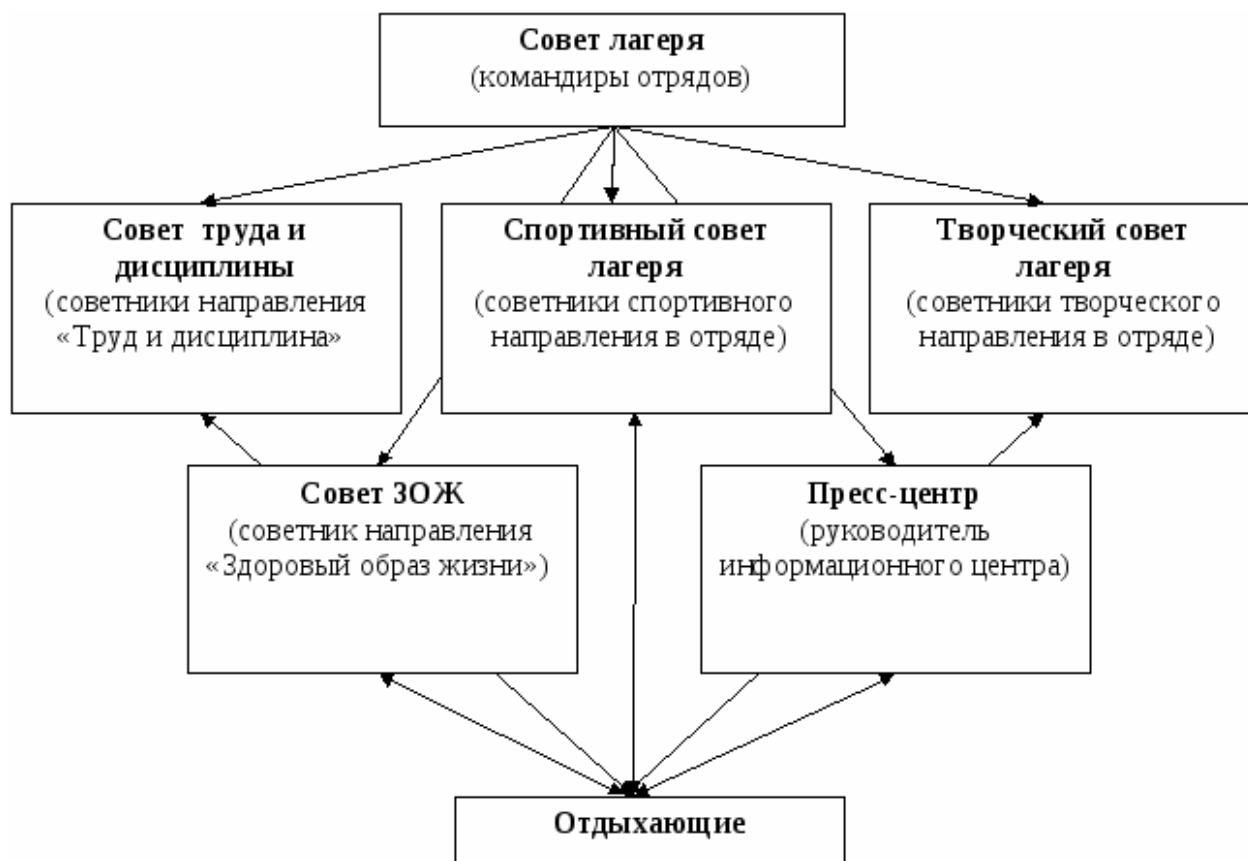 Совет лагеря
(командиры отрядов)
Совет труда и
дисциплины
(советники направления
«Труд и дисциплина»
Спортивный совет
лагеря
(советники спортивного
направления в отряде)
Творческий совет
лагеря
(советники творческого
направления в отряде)
Совет ЗОЖ
(советник направления
«Здоровый образ жизни»)
Пресс-центр
(руководитель
информационного центра)
Отдыхающие